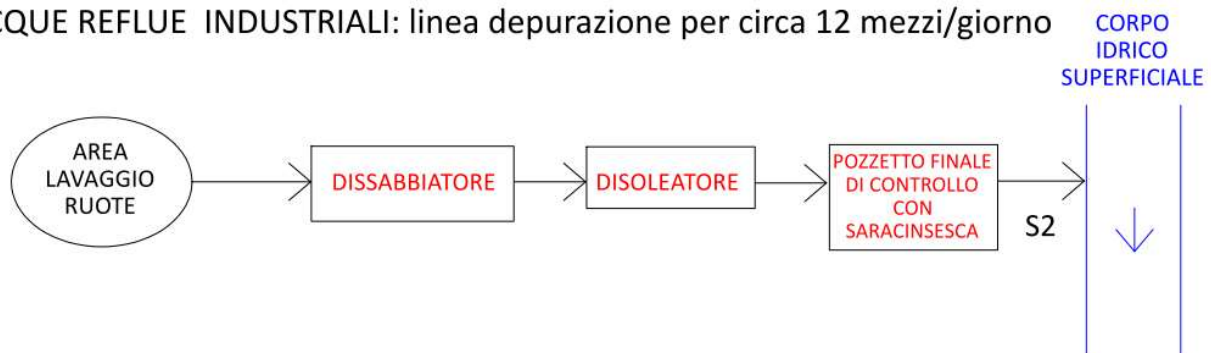 CQUE REFLUE INDUSTRIALI: linea depurazione per circa 12 mezzi/giorno
CORPO
IDRICO
SUPERFICIALE
AREA
LAVAGGIO
RUOTE
DISSABBIATORE
DISOLEATORE
POZZETTO FINALE
DI CONTROLLO
CON
SARACINSESCA
S2